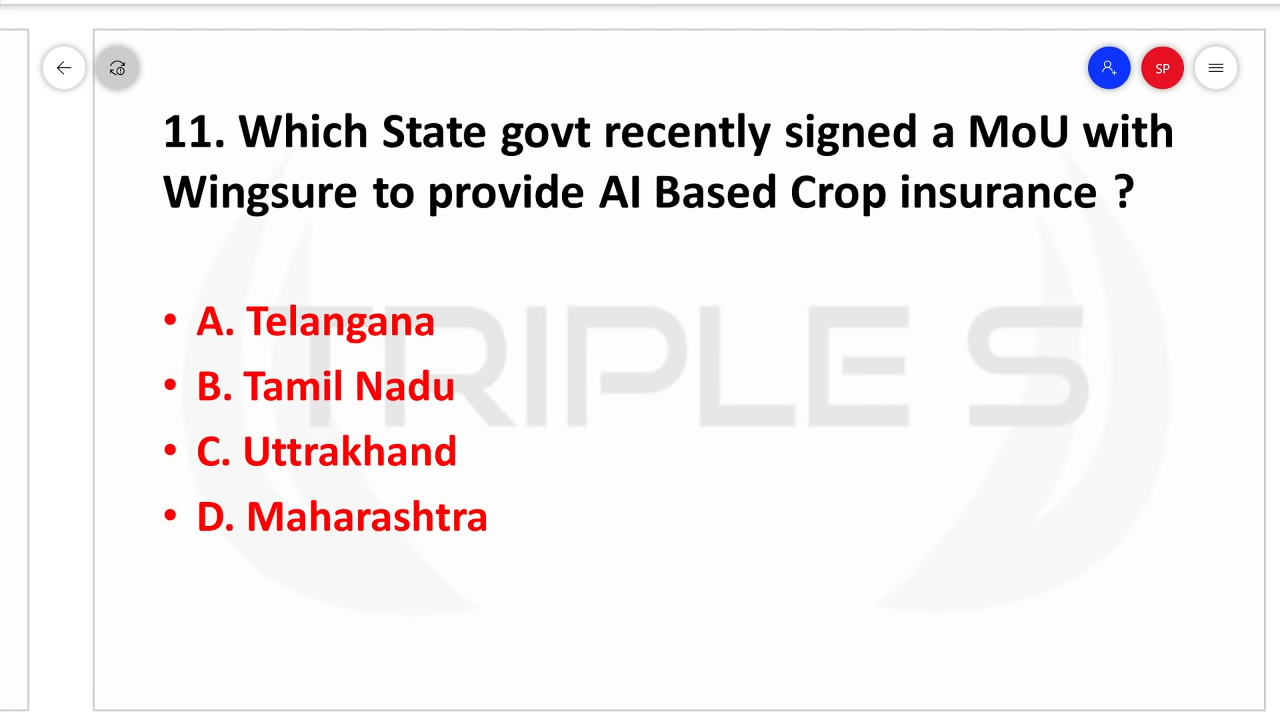 SP
11. Which State govt recently signed a MoU with
Wingsure to provide AI Based Crop insurance ?
TRIPLE S
• A. Telangana
• B. Tamil Nadu
• C. Uttrakhand
• D. Maharashtra